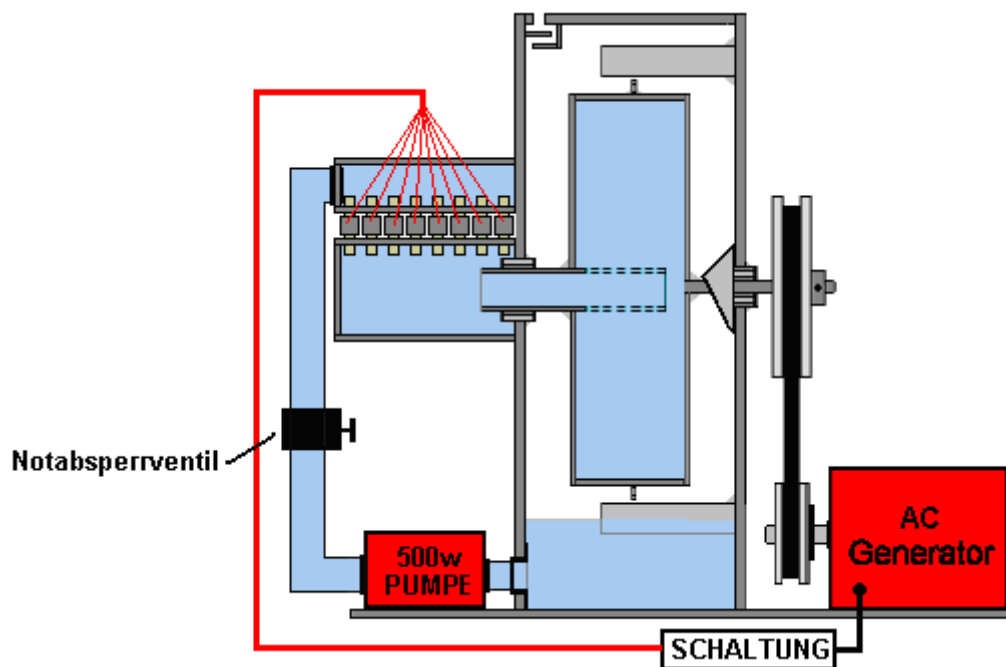 Notabsperrventil
500w
PUMPE
AC
Generator
SCHALTUNG